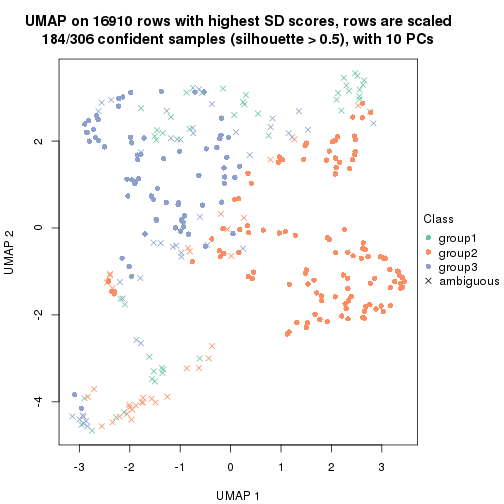 UMAP on 16910 rows with highest SD scores, rows are scaled
184/306 confident samples (silhouette > 0.5), with 10 PCs
2
0
-2
-4
UMAP 2
-3 -2 -1 0 1 2 3
UMAP 1
Class
group1
group2
group3
ambiguous